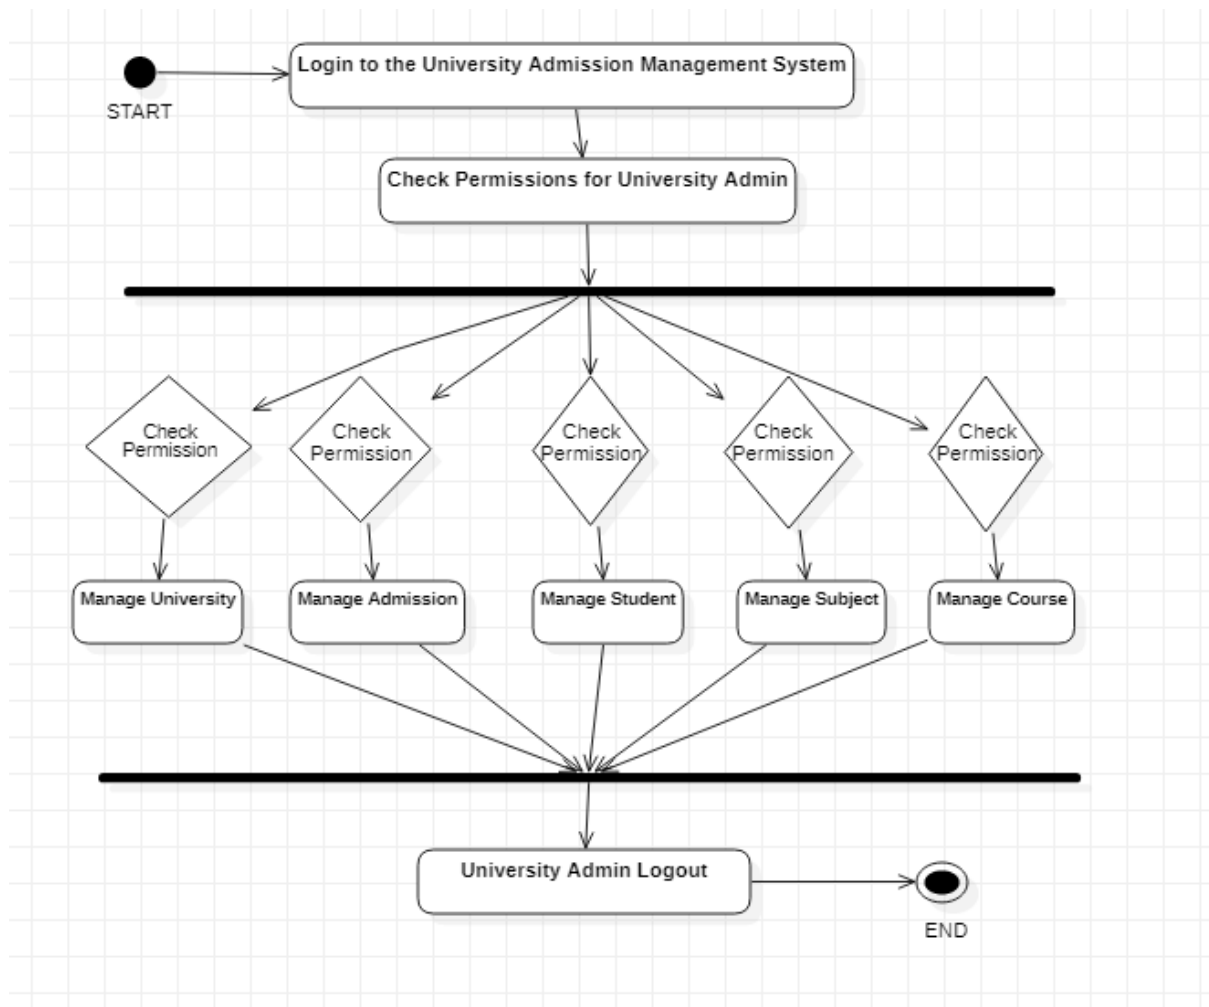 Login to the University Admission Management System
START
Check Permissions for University Admin
Check
Permission
Check
Permission
Check
Permission
Check
Permission
Check
Permission
Manage University
Manage Admission
Manage Student
Manage Subject
Manage Course
University Admin Logout
END